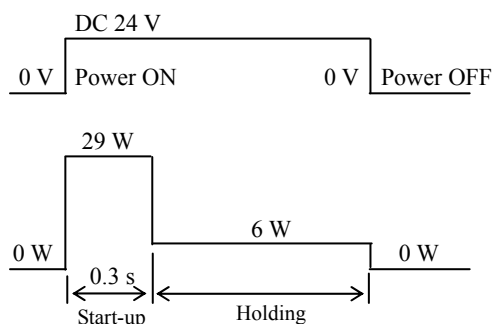 DC 24 V
0 V Power ON 0 V Power OFF
29 W
6 W
0 W 0 W
0.3 s
Start-up Holding